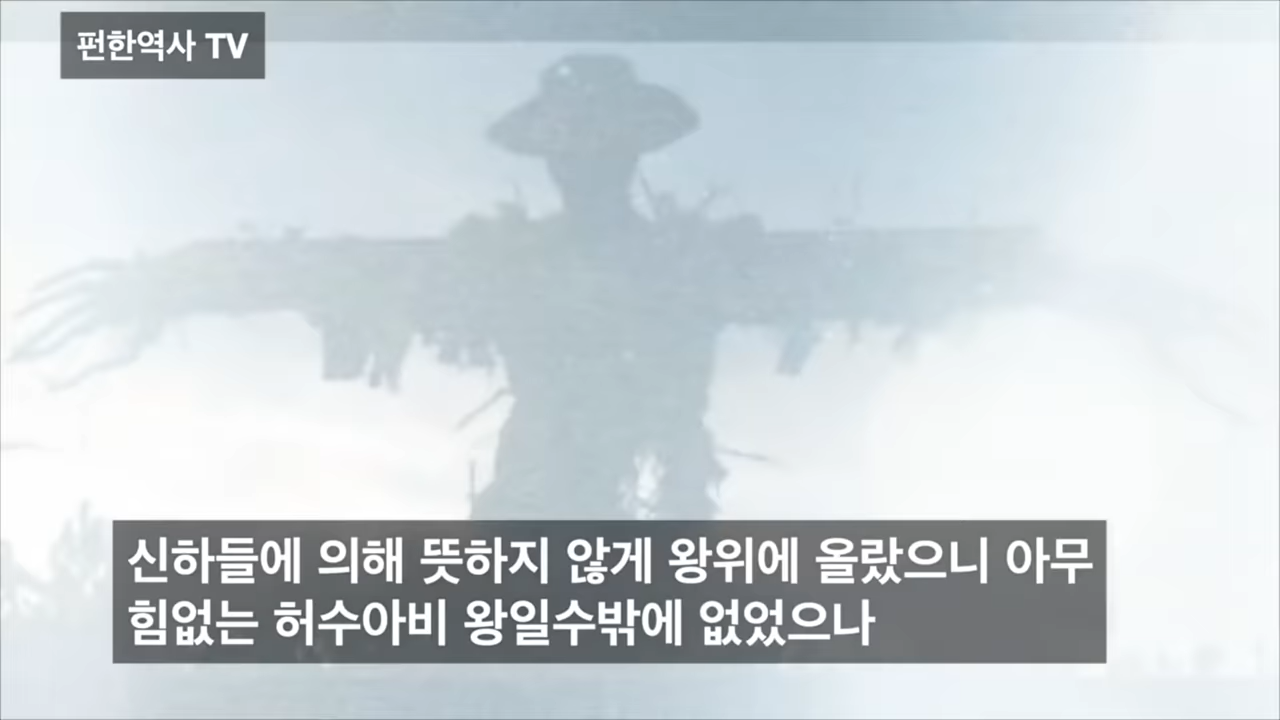 펀한역사 TV
신하들에 의해 뜻하지 않게 왕위에 올랐으니 아무
힘없는 허수아비 왕일수밖에 없었으나